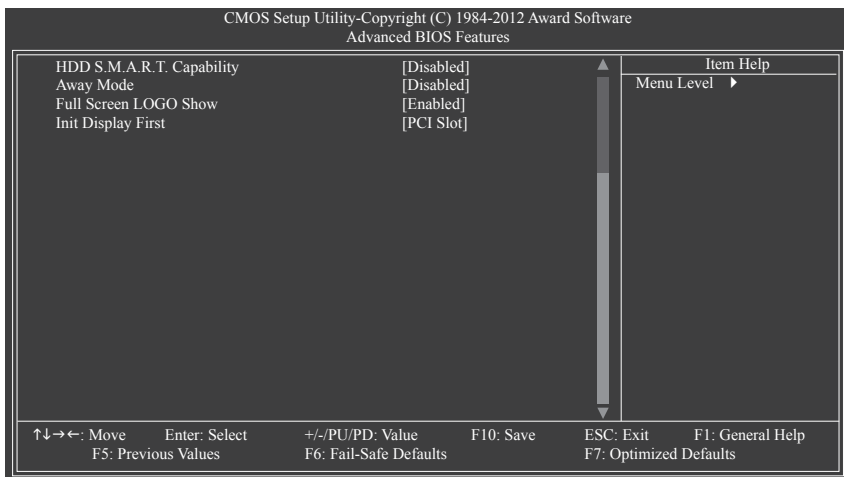 CMOS Setup Utility-Copyright (C) 1984-2012 Award Software
Advanced BIOS Features
HDD S.M.A.R.T. Capability [Disabled]
Away Mode [Disabled]
Full Screen LOGO Show [Enabled]
Init Display First [PCI Slot]
Item Help
Menu Level
↑↓→←: Move Enter: Select +/-/PU/PD: Value F10: Save ESC: Exit F1: General Help
F5: Previous Values F6: Fail-Safe Defaults F7: Optimized Defaults